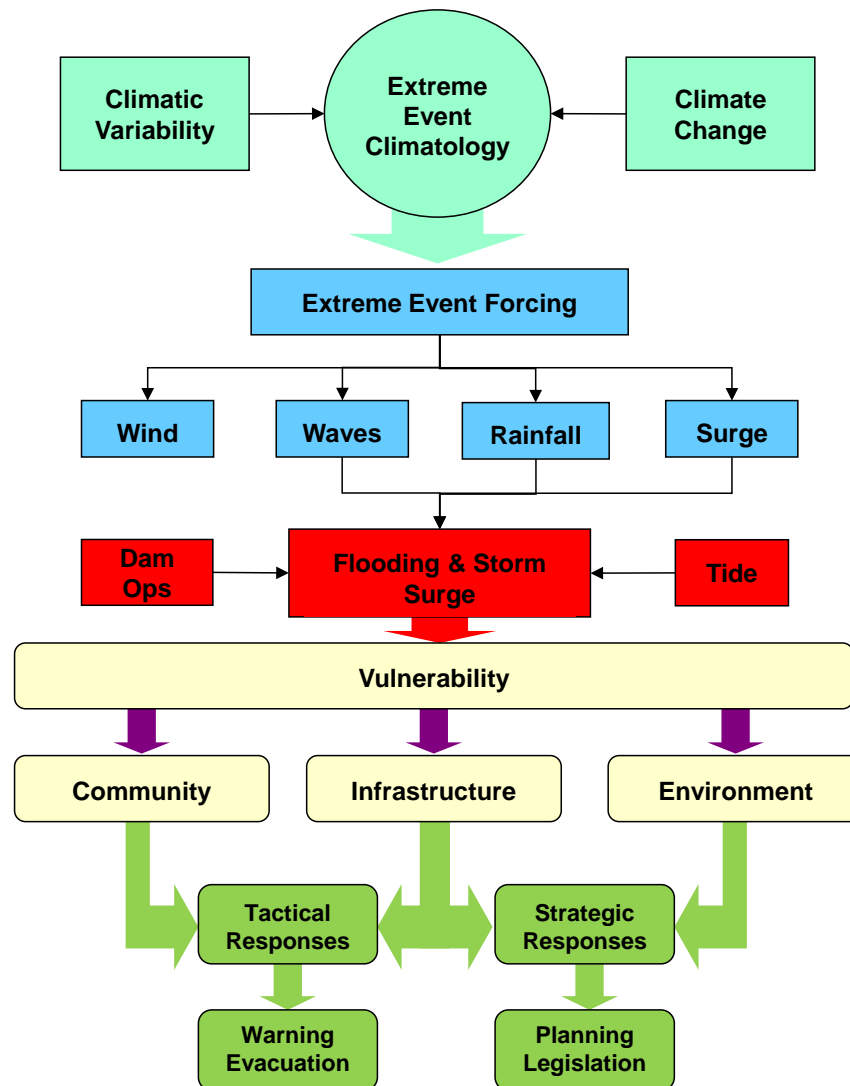 Climatic
Variability
Extreme
Event
Climatology
Climate
Change
Extreme Event Forcing
Wind
Waves
Rainfall
Surge
Dam
Ops
Flooding & Storm
Surge
Tide
Vulnerability
Community
Infrastructure
Environment
Tactical
Responses
Strategic
Responses
Warning
Evacuation
Planning
Legislation